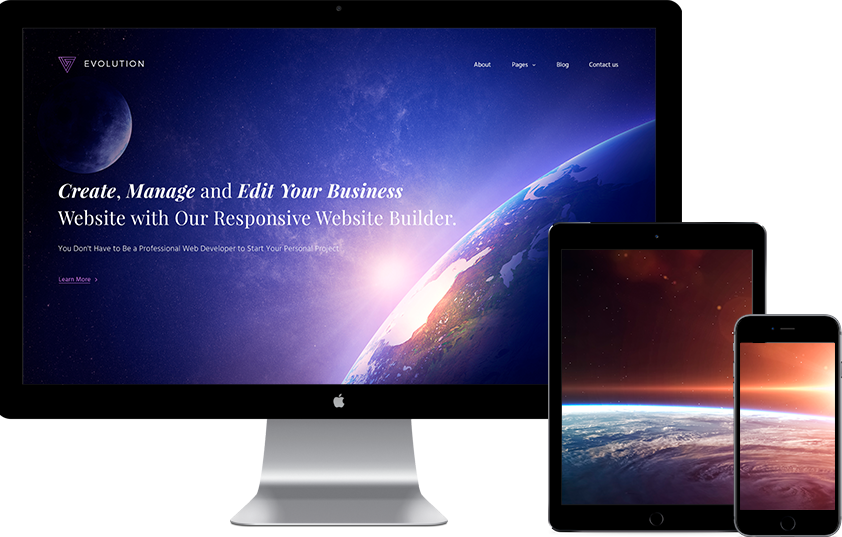 EVOLUTION
About Pages Blog Contact us
Create, Manage and Edit Your Business
Website with Our Responsive Website Builder.
You Don't Have to Be a Professional Web Developer to Start Your Personal Project!
Learn More